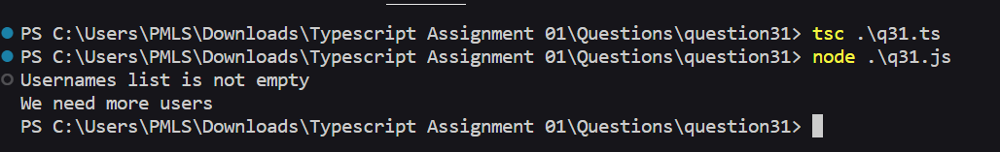 PS C:\Users\PMLS\Downloads\Typescript Assignment 01\Questions\question31> tsc .\q31.ts
PS C:\Users\PMLS\Downloads\Typescript Assignment 01\Questions\question31> node .\q31.js
Usernames list is not empty
We need more users
PS C:\Users\PMLS\Downloads\Typescript Assignment 01\Questions\question31>